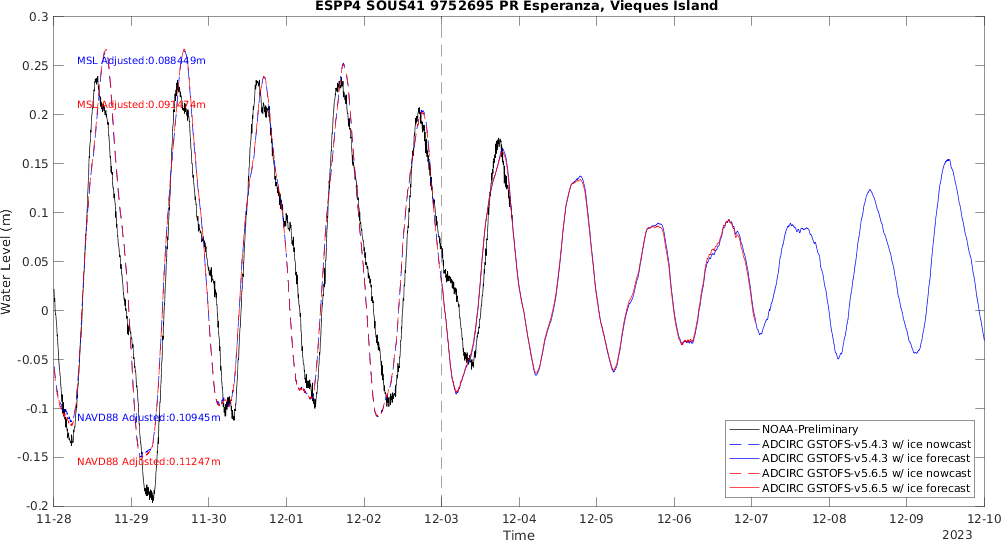 ESPP4 SOUS41 9752695 PR Esperanza, Vieques Island
0.3
0.25
0.2
0.15
0.1
0.05
0
-0.05
-0.1
-0.15
-0.2
Water Level (m)
MSL Adjusted:0.088449m
MSL Adjusted:0.091474m
NAVD88 Adjusted:0.10945m
NAVD88 Adjusted:0.11247m
NOAA-Preliminary
ADCIRC GSTOFS-v5.4.3 w/ ice nowcast
ADCIRC GSTOFS-v5.4.3 w/ ice forecast
ADCIRC GSTOFS-v5.6.5 w/ ice nowcast
ADCIRC GSTOFS-v5.6.5 w/ ice forecast
11-28 11-29 11-30 12-01 12-02 12-03 12-04 12-05 12-06 12-07 12-08 12-09 12-10
Time
2023